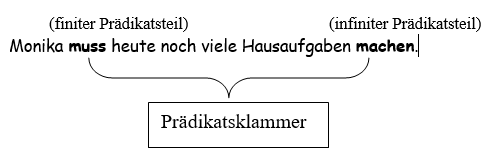 (finiter Prädikatsteil) (infiniter Prädikatsteil)
Monika muss heute noch viele Hausaufgaben machen.
Prädikatsklammer